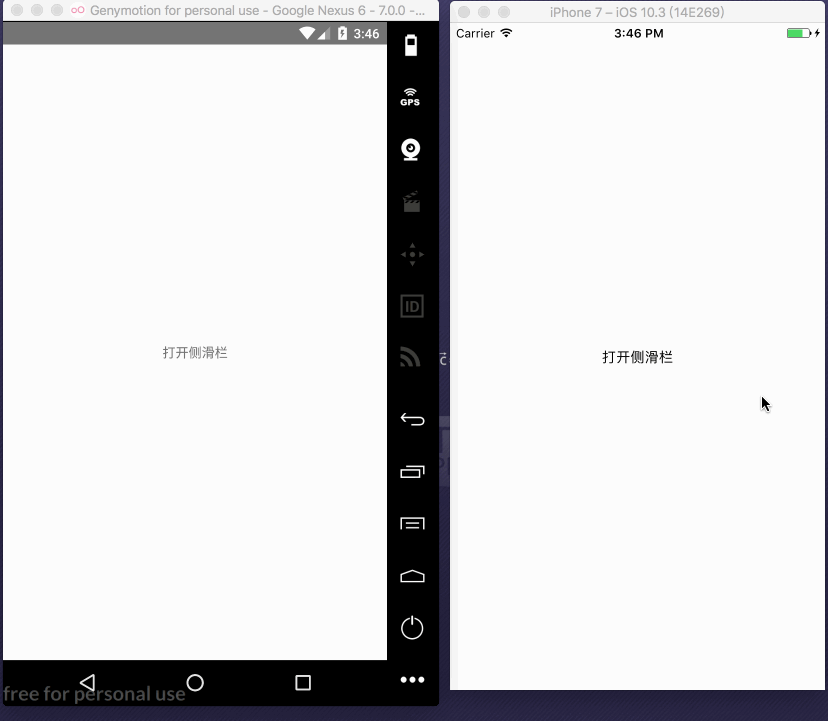 Genymotion for personal use - Google Nexus 6 - 7.0.0 -...
3:46
GPS
ID
打开侧滑栏
free for personal use
iPhone 7 – iOS 10.3 (14E269)
Carrier
3:46 PM
打开侧滑栏